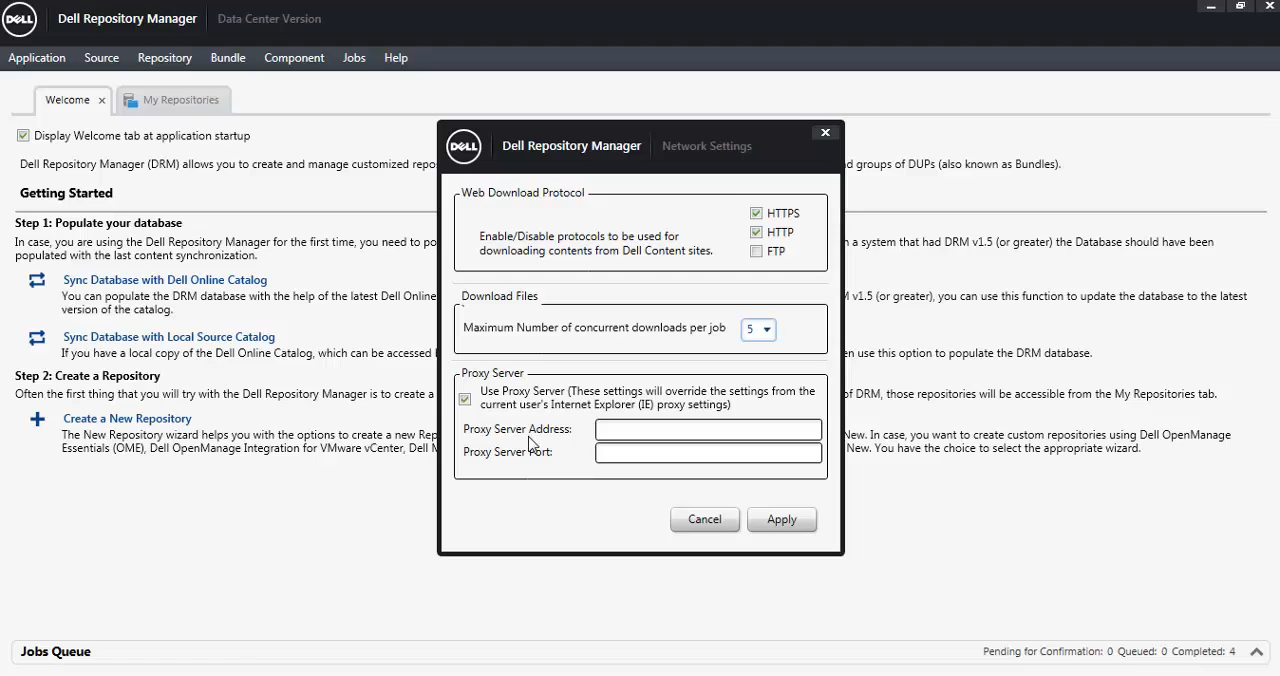 DELL Dell Repository Manager Data Center Version
Application Source Repository Bundle Component Jobs Help
Welcome × My Repositories
Display Welcome tab at application startup
Dell Repository Manager (DRM) allows you to create and manage customized repo
d groups of DUPs (also known as Bundles).
Getting Started
Step 1: Populate your database
In case, you are using the Dell Repository Manager for the first time, you need to po
n a system that had DRM v1.5 (or greater) the Database should have been
populated with the last content synchronization.
Sync Database with Dell Online Catalog
You can populate the DRM database with the help of the latest Dell Online
M v1.5 (or greater), you can use this function to update the database to the latest
version of the catalog.
Sync Database with Local Source Catalog
If you have a local copy of the Dell Online Catalog, which can be accessed
en use this option to populate the DRM database.
Step 2: Create a Repository
Often the first thing that you will try with the Dell Repository Manager is to create a
of DRM, those repositories will be accessible from the My Repositories tab.
Create a New Repository
The New Repository wizard helps you with the options to create a new Rep
New. In case, you want to create custom repositories using Dell OpenManage
Essentials (OME), Dell OpenManage Integration for VMware vCenter, Dell M
New. You have the choice to select the appropriate wizard.
DELL Dell Repository Manager Network Settings
Web Download Protocol
Enable/Disable protocols to be used for
downloading contents from Dell Content sites.
HTTPS
HTTP
FTP
Download Files
Maximum Number of concurrent downloads per job 5
Proxy Server
Use Proxy Server (These settings will override the settings from the
current user's Internet Explorer (IE) proxy settings)
Proxy Server Address:
Proxy Server Port:
Cancel Apply
Jobs Queue Pending for Confirmation: 0 Queued: 0 Completed: 4